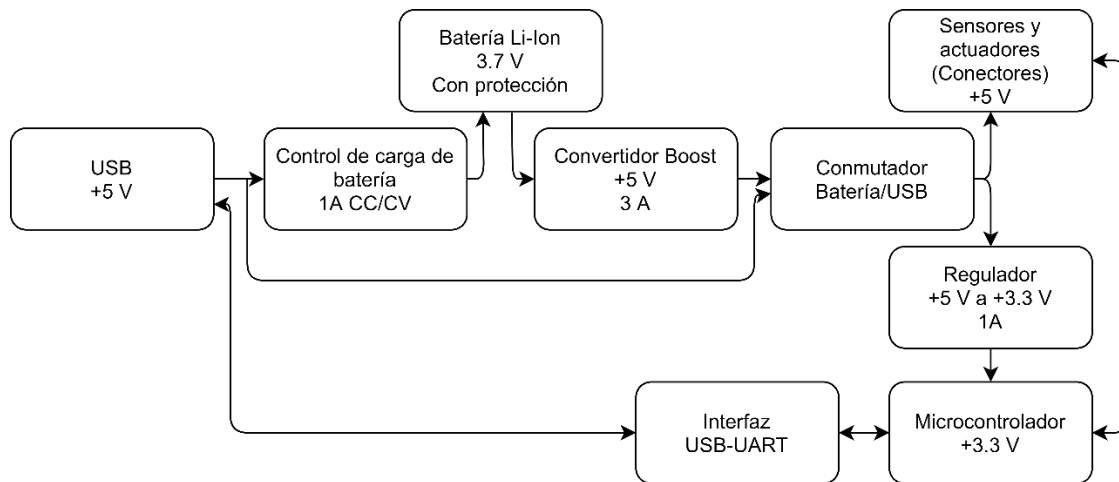 Batería Li-Ion
3.7 V
Con protección
Sensores y
actuadores
(Conectores)
+5 V
USB
+5 V
Control de carga de
batería
1A CC/CV
Convertidor Boost
+5 V
3 A
Conmutador
Batería/USB
Regulador
+5 V a +3.3 V
1A
Interfaz
USB-UART
Microcontrolador
+3.3 V